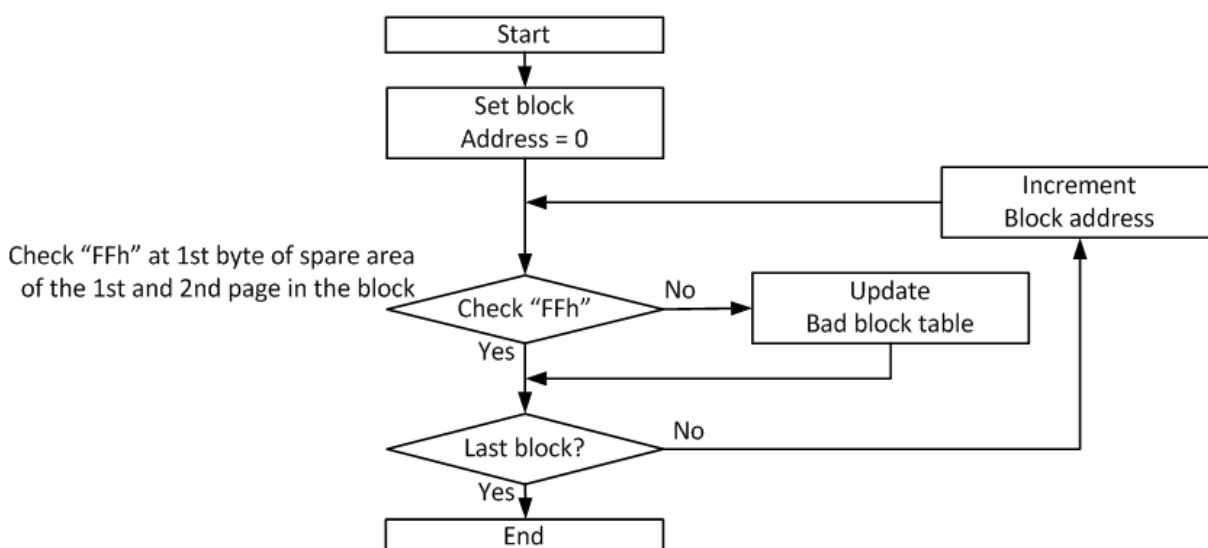 Start
Set block
Address = 0
Increment
Block address
Check “FFh” at 1st byte of spare area
of the 1st and 2nd page in the block
Check “FFh”
No
Update
Bad block table
Yes
Last block?
No
Yes
End